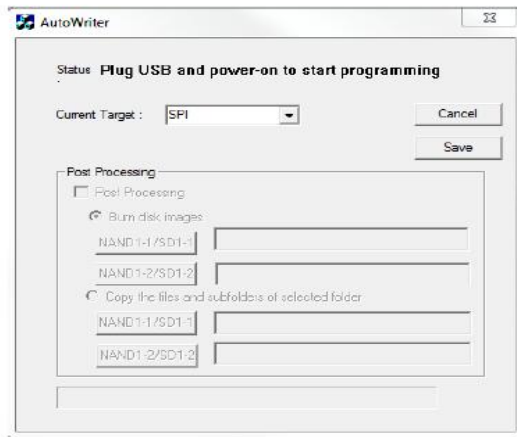 AutoWriter
Status Plug USB and power-on to start programming
:
Current Target : SPI
Cancel
Save
Post Processing
Post Processing
Burn disk images
NAND1-1/SD1-1
NAND1-2/SD1-2
Copy the files and subfolders of selected folder
NAND1-1/SD1-1
NAND1-2/SD1-2